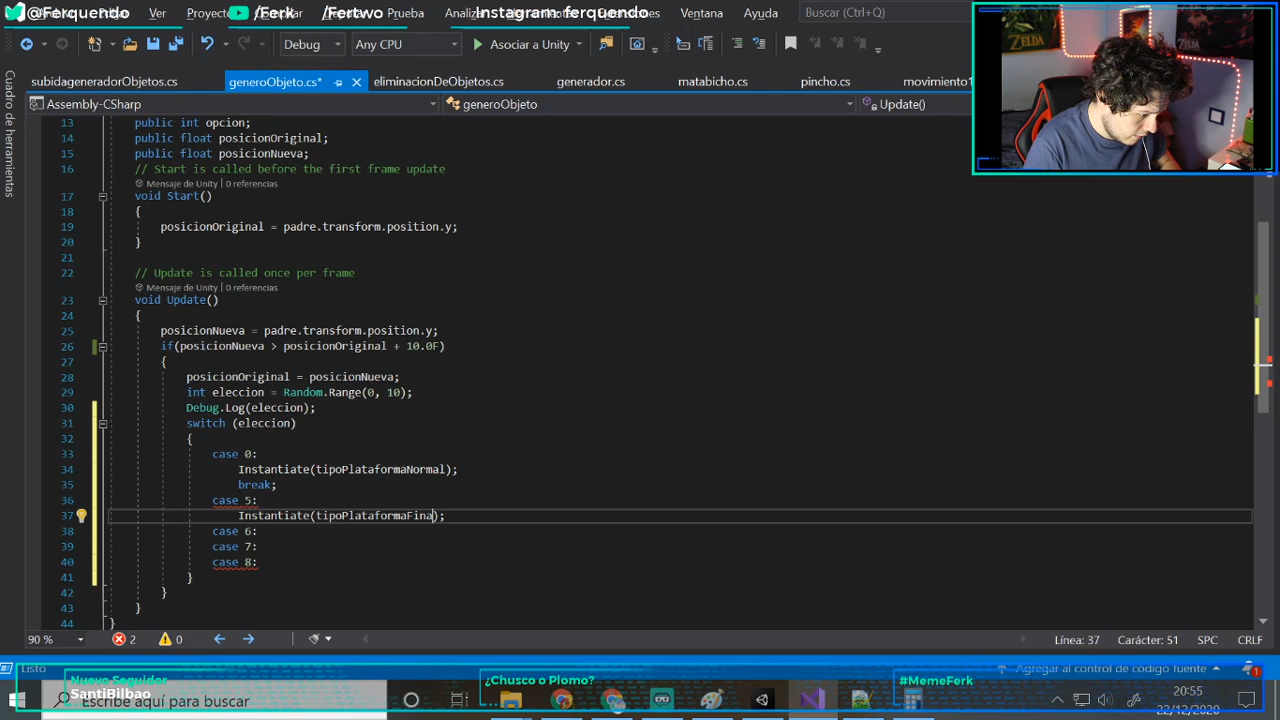 @Ferquendo
/Ferk
/Fertwo
Instagram: ferquendo
Ver
Proyecto
Prueba
Analizar
Ventana
Ayuda
Buscar (Ctrl+Q)
Debug
Any CPU
Asociar a Unity
Cuadro de herramientas
subidageneradorObjetos.cs
generoObjeto.cs*
eliminacionDeObjetos.cs
generador.cs
matabicho.cs
pincho.cs
Assembly-CSharp
generoObjeto
Update()
ZELDA
ZELDA
13 public int opcion;
14 public float posicionOriginal;
15 public float posicionNueva;
16 // Start is called before the first frame update
Mensaje de Unity | 0 referencias
17 void Start()
18 {
19 posicionOriginal = padre.transform.position.y;
20 }
21
22 // Update is called once per frame
Mensaje de Unity | 0 referencias
23 void Update()
24 {
25 posicionNueva = padre.transform.position.y;
26 if(posicionNueva > posicionOriginal + 10.0F)
27 {
28 posicionOriginal = posicionNueva;
29 int eleccion = Random.Range(0, 10);
30 Debug.Log(eleccion);
31 switch (eleccion)
32 {
33 case 0:
34 Instantiate(tipoPlataformaNormal);
35 break;
36 case 5:
37 Instantiate(tipoPlataformaFina);
38 case 6:
39 case 7:
40 case 8:
41 }
42 }
43 }
44 }
90 %
2
0
Línea: 37
Carácter: 51
SPC
CRLF
Listo
Agregar al control de código fuente
1
Nuevo Seguidor
SantiBilbao
¿Chusco o Plomo?
#MemeFerk
Escribe aquí para buscar
20:55
22/12/2020